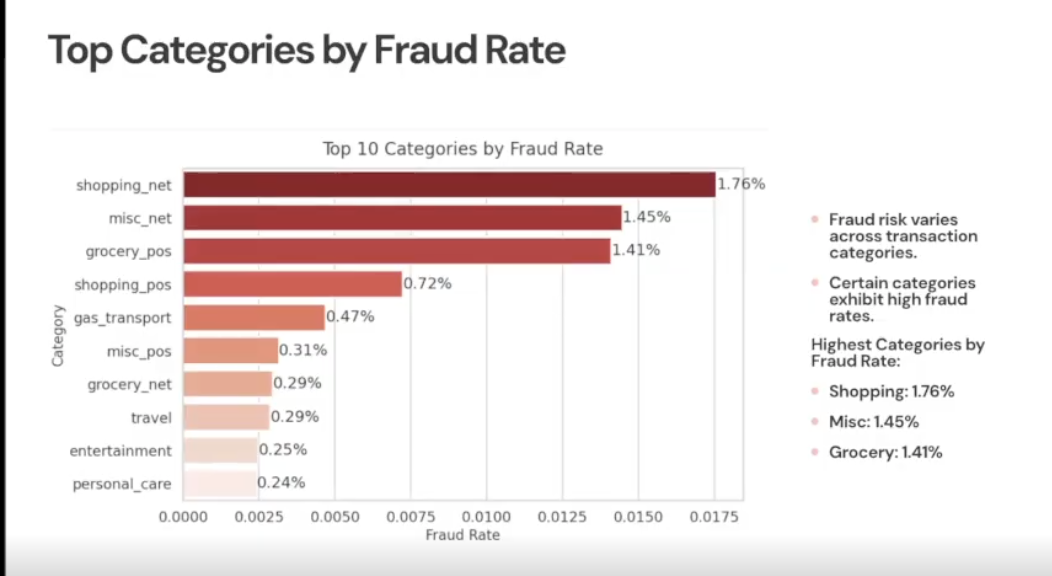 Top Categories by Fraud Rate
Top 10 Categories by Fraud Rate
Category
shopping_net 1.76%
misc_net 1.45%
grocery_pos 1.41%
shopping_pos 0.72%
gas_transport 0.47%
misc_pos 0.31%
grocery_net 0.29%
travel 0.29%
entertainment 0.25%
personal_care 0.24%
0.0000 0.0025 0.0050 0.0075 0.0100 0.0125 0.0150 0.0175
Fraud Rate
Fraud risk varies
across transaction
categories.
Certain categories
exhibit high fraud
rates.
Highest Categories by
Fraud Rate:
Shopping: 1.76%
Misc: 1.45%
Grocery: 1.41%